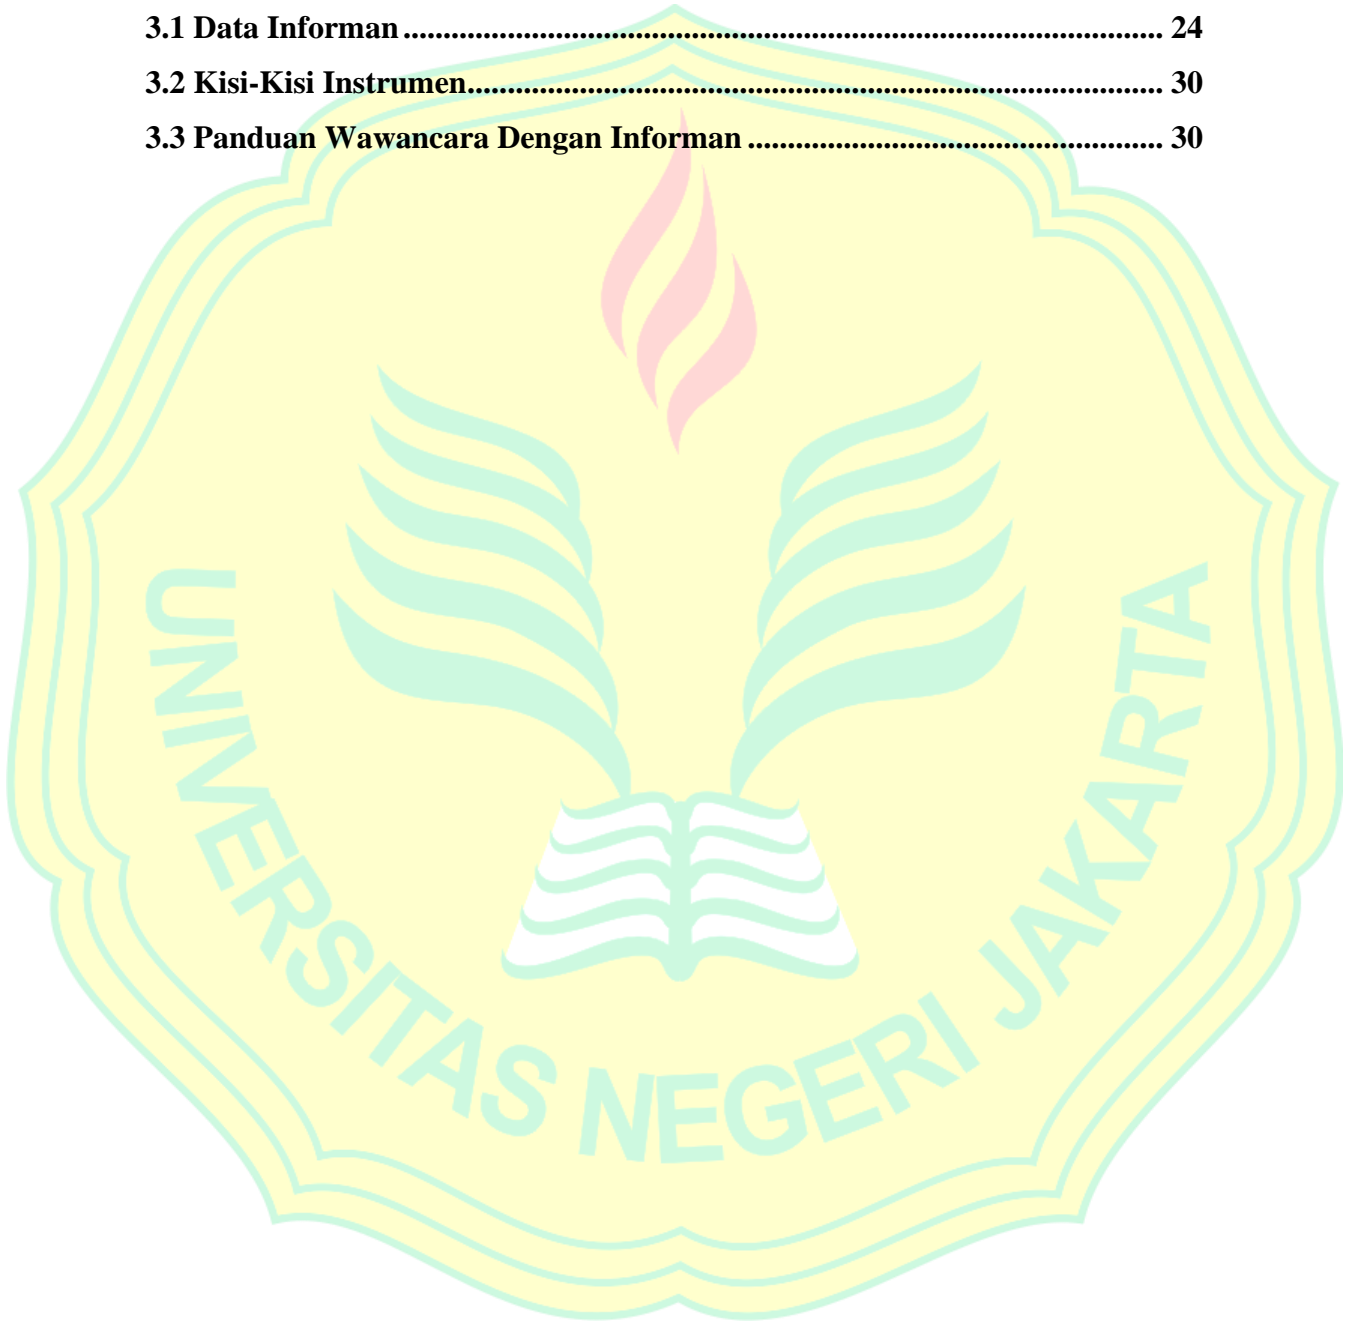 3.1 Data Informan ................................................................................................ 24
3.2 Kisi-Kisi Instrumen........................................................................................ 30
3.3 Panduan Wawancara Dengan Informan ..................................................... 30
UNIVERSITAS NEGERI JAKARTA